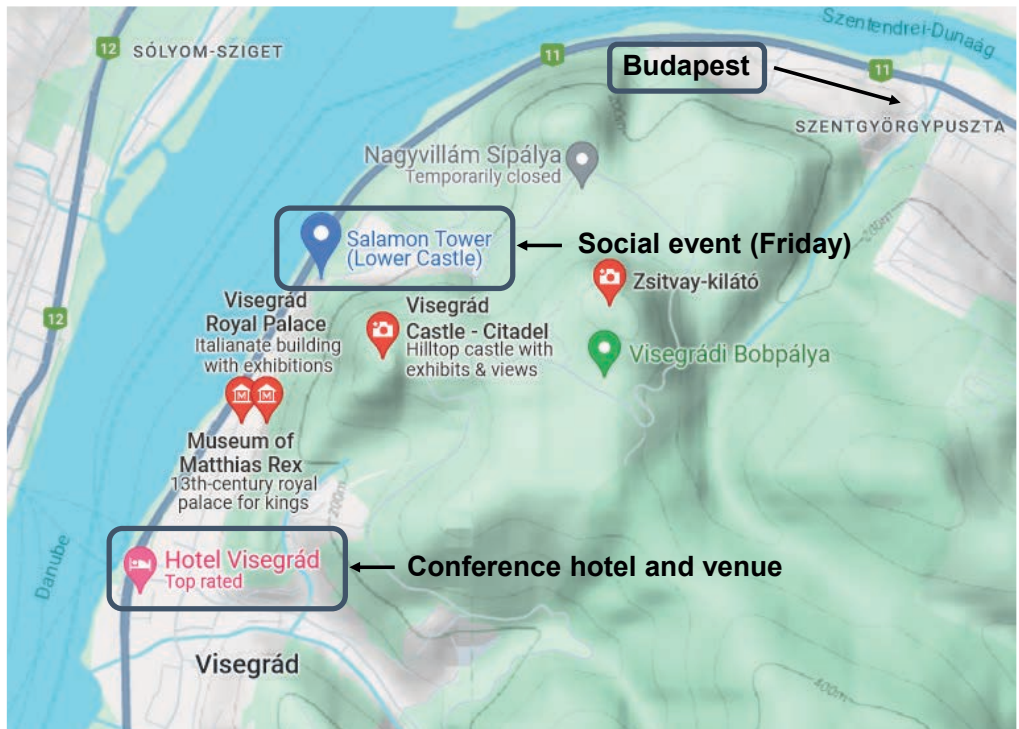 Szentendrei-Dunaág
12
SÓLYOM-SZIGET
11
Budapest
11
SZENTGYÖRGYPUSZTA
Nagyvillám Sípálya
Temporarily closed
200m
Salamon Tower
(Lower Castle)
Social event (Friday)
Zsitvay-kilátó
Visegrád
Royal Palace
Italianate building
with exhibitions
Visegrád
Castle - Citadel
Hilltop castle with
exhibits & views
12
Visegrádi Bobpálya
M
M
Museum of
Matthias Rex
13th-century royal
palace for kings
200m
Danube
Hotel Visegrád
Top rated
Conference hotel and venue
Visegrád
400m